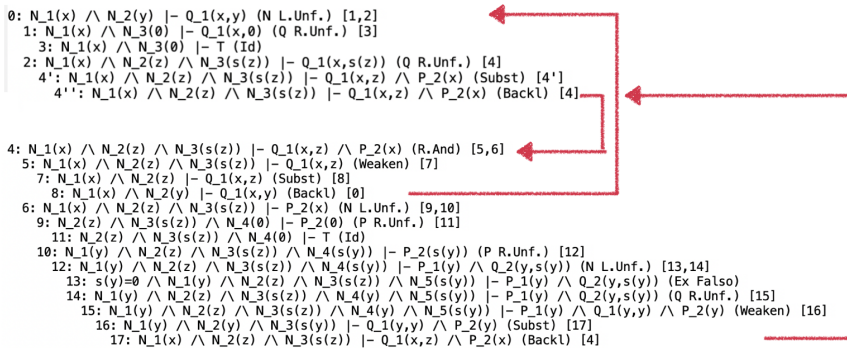 0: N_1(x) /\ N_2(y) |- Q_1(x,y) (N L.Unf.) [1,2]
1: N_1(x) /\ N_3(0) |- Q_1(x,0) (Q R.Unf.) [3]
3: N_1(x) /\ N_3(0) |- T (Id)
2: N_1(x) /\ N_2(z) /\ N_3(s(z)) |- Q_1(x,s(z)) (Q R.Unf.) [4]
4': N_1(x) /\ N_2(z) /\ N_3(s(z)) |- Q_1(x,z) /\ P_2(x) (Subst) [4']
4'': N_1(x) /\ N_2(z) /\ N_3(s(z)) |- Q_1(x,z) /\ P_2(x) (Backl) [4]
4: N_1(x) /\ N_2(z) /\ N_3(s(z)) |- Q_1(x,z) /\ P_2(x) (R.And) [5,6]
5: N_1(x) /\ N_2(z) /\ N_3(s(z)) |- Q_1(x,z) (Weaken) [7]
7: N_1(x) /\ N_2(z) |- Q_1(x,z) (Subst) [8]
8: N_1(x) /\ N_2(y) |- Q_1(x,y) (Backl) [0]
6: N_1(x) /\ N_2(z) /\ N_3(s(z)) |- P_2(x) (N L.Unf.) [9,10]
9: N_2(z) /\ N_3(s(z)) /\ N_4(0) |- P_2(0) (P R.Unf.) [11]
11: N_2(z) /\ N_3(s(z)) /\ N_4(0) |- T (Id)
10: N_1(y) /\ N_2(z) /\ N_3(s(z)) /\ N_4(s(y)) |- P_2(s(y)) (P R.Unf.) [12]
12: N_1(y) /\ N_2(z) /\ N_3(s(z)) /\ N_4(s(y)) |- P_1(y) /\ Q_2(y,s(y)) (N L.Unf.) [13,14]
13: s(y)=0 /\ N_1(y) /\ N_2(z) /\ N_3(s(z)) /\ N_5(s(y)) |- P_1(y) /\ Q_2(y,s(y)) (Ex Falso)
14: N_1(y) /\ N_2(z) /\ N_3(s(z)) /\ N_4(y) /\ N_5(s(y)) |- P_1(y) /\ Q_2(y,s(y)) (Q R.Unf.) [15]
15: N_1(y) /\ N_2(z) /\ N_3(s(z)) /\ N_4(y) /\ N_5(s(y)) |- P_1(y) /\ Q_1(y,y) /\ P_2(y) (Weaken) [16]
16: N_1(y) /\ N_2(y) /\ N_3(s(y)) |- Q_1(y,y) /\ P_2(y) (Subst) [17]
17: N_1(x) /\ N_2(z) /\ N_3(s(z)) |- Q_1(x,z) /\ P_2(x) (Backl) [4]